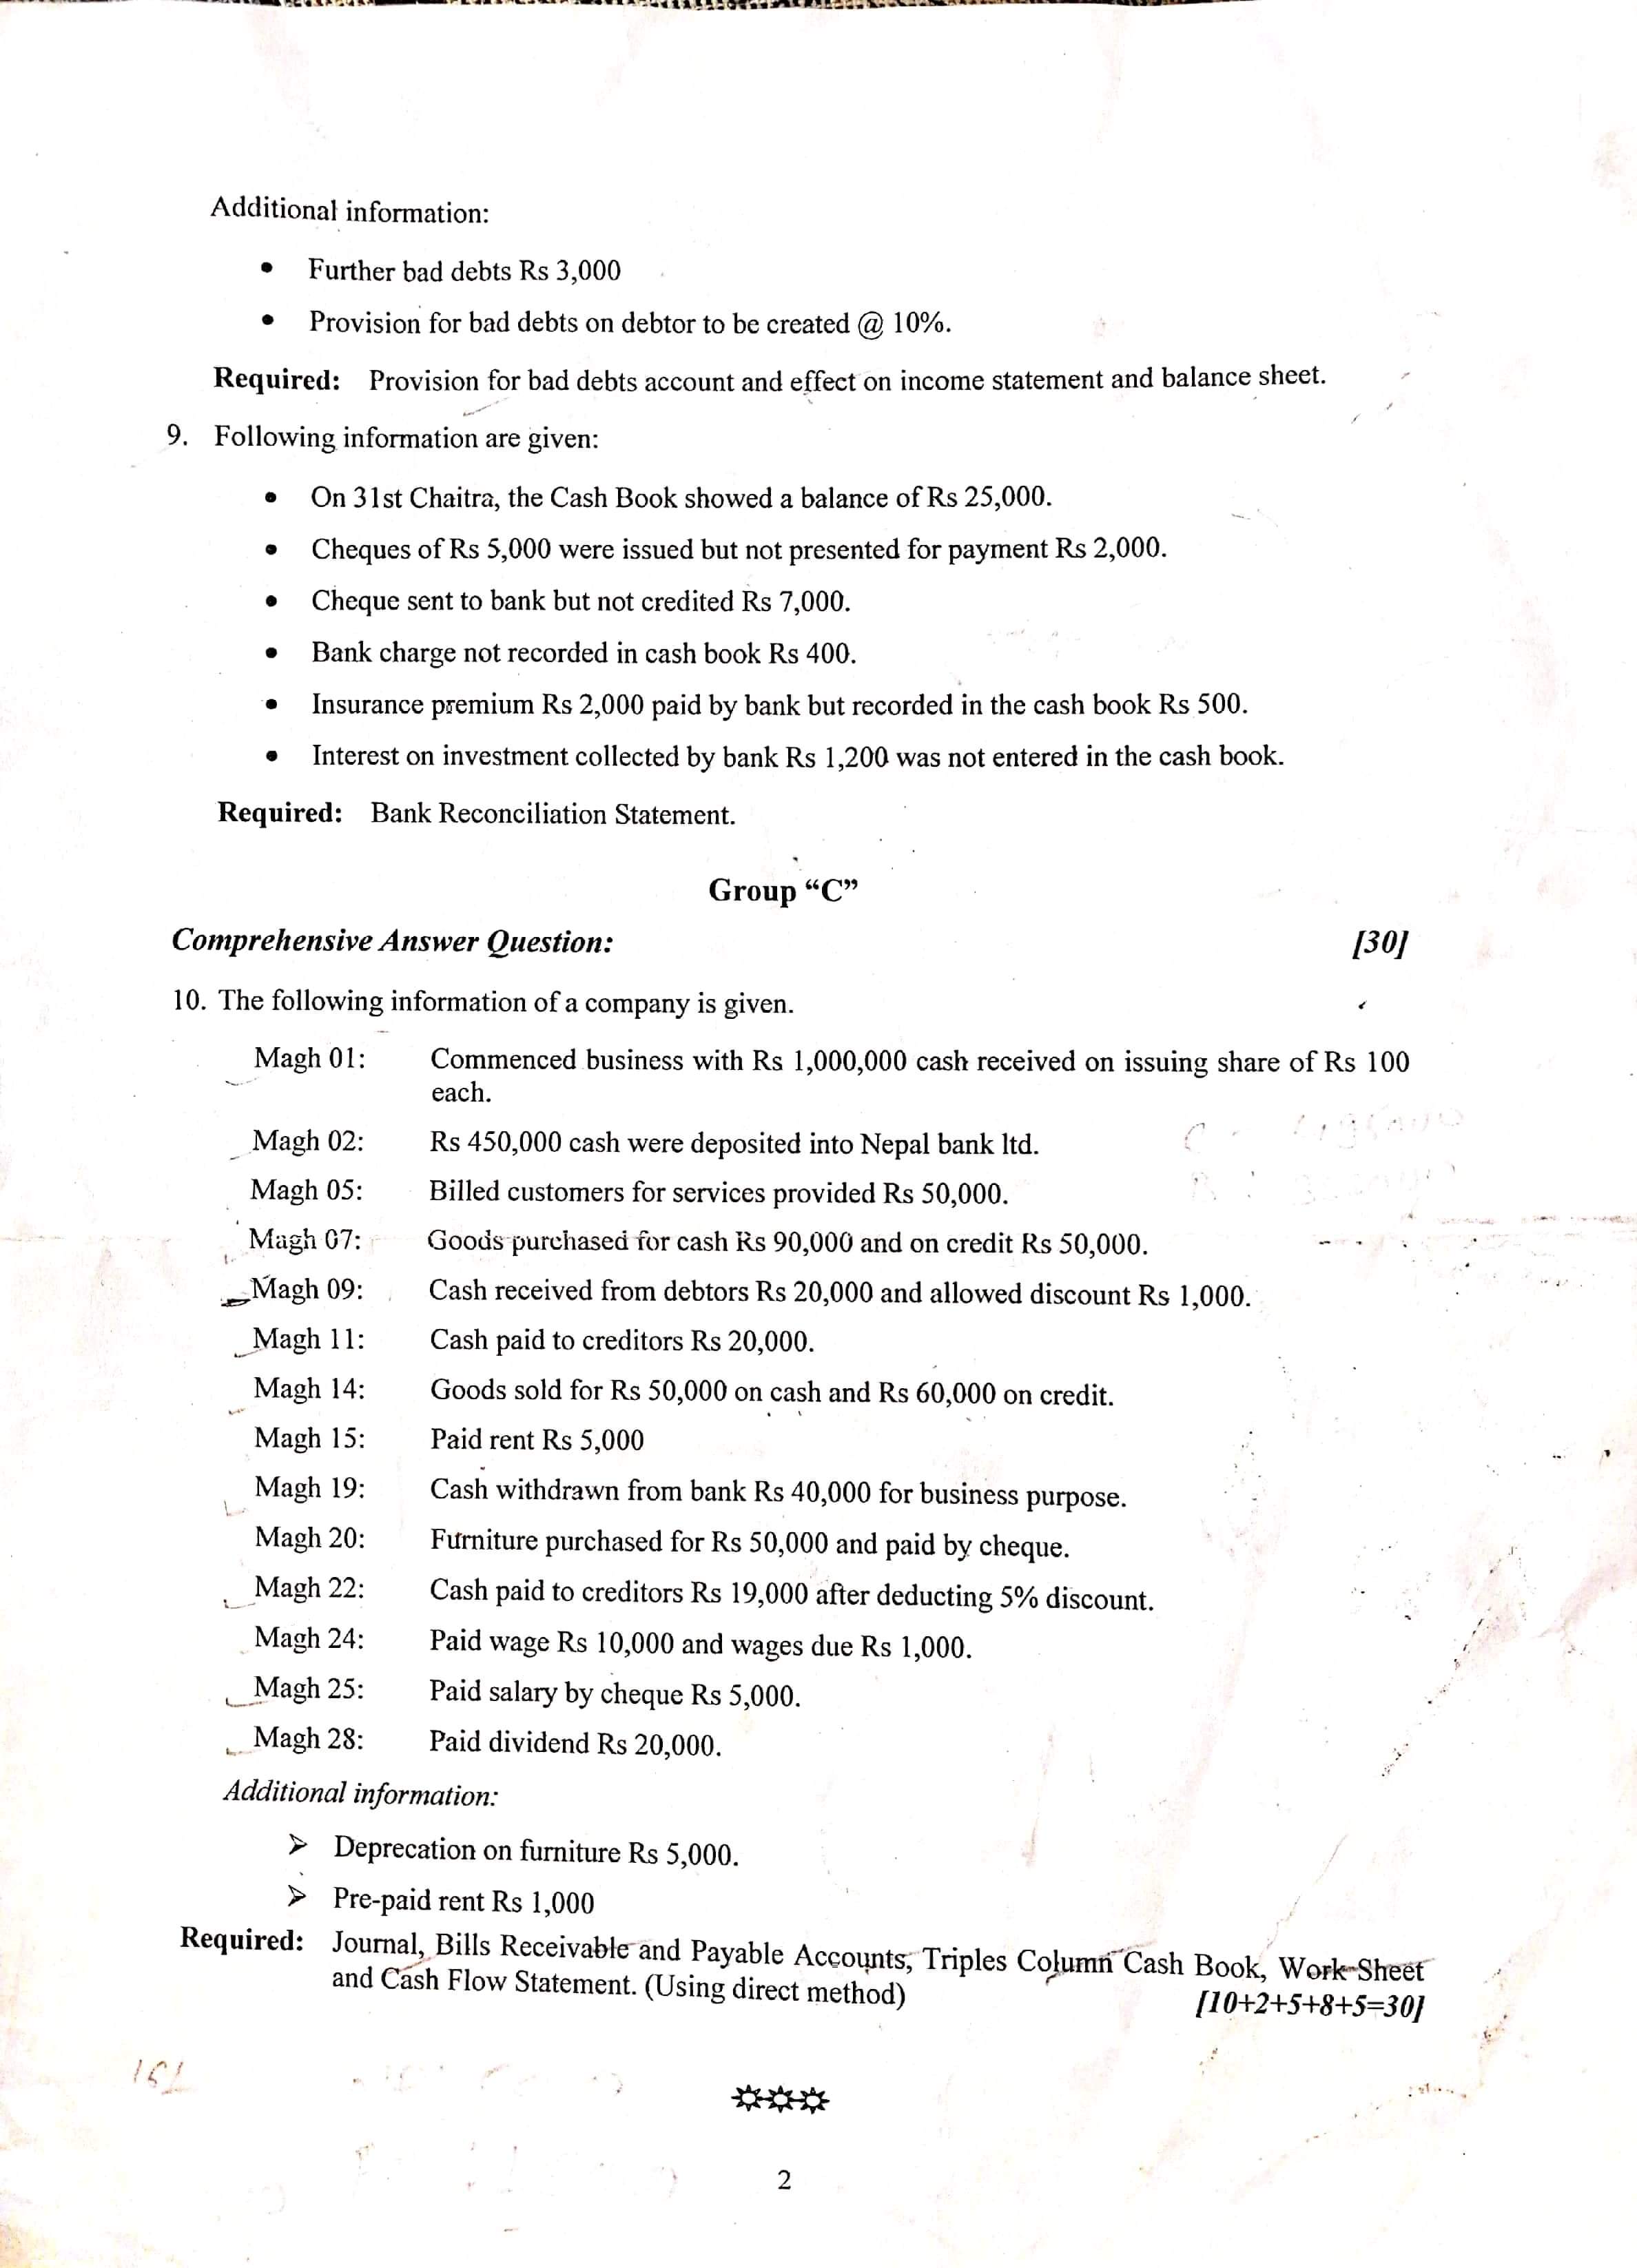 Additional information:
• Further bad debts Rs 3,000
• Provision for bad debts on debtor to be created @ 10%.
Required: Provision for bad debts account and effect on income statement and balance sheet.
9. Following information are given:
• On 31st Chaitra, the Cash Book showed a balance of Rs 25,000.
• Cheques of Rs 5,000 were issued but not presented for payment Rs 2,000.
• Cheque sent to bank but not credited Rs 7,000.
• Bank charge not recorded in cash book Rs 400.
• Insurance premium Rs 2,000 paid by bank but recorded in the cash book Rs 500.
• Interest on investment collected by bank Rs 1,200 was not entered in the cash book.
Required: Bank Reconciliation Statement.
Group “C”
Comprehensive Answer Question: [30]
10. The following information of a company is given.
Magh 01: Commenced business with Rs 1,000,000 cash received on issuing share of Rs 100
each.
Magh 02: Rs 450,000 cash were deposited into Nepal bank ltd.
Magh 05: Billed customers for services provided Rs 50,000.
Magh 07: Goods purchased for cash Rs 90,000 and on credit Rs 50,000.
Magh 09: Cash received from debtors Rs 20,000 and allowed discount Rs 1,000.
Magh 11: Cash paid to creditors Rs 20,000.
Magh 14: Goods sold for Rs 50,000 on cash and Rs 60,000 on credit.
Magh 15: Paid rent Rs 5,000
Magh 19: Cash withdrawn from bank Rs 40,000 for business purpose.
Magh 20: Furniture purchased for Rs 50,000 and paid by cheque.
Magh 22: Cash paid to creditors Rs 19,000 after deducting 5% discount.
Magh 24: Paid wage Rs 10,000 and wages due Rs 1,000.
Magh 25: Paid salary by cheque Rs 5,000.
Magh 28: Paid dividend Rs 20,000.
Additional information:
➢ Deprecation on furniture Rs 5,000.
➢ Pre-paid rent Rs 1,000
Required: Journal, Bills Receivable and Payable Accounts, Triples Column Cash Book, Work-Sheet
and Cash Flow Statement. (Using direct method)
[10+2+5+8+5=30]
2